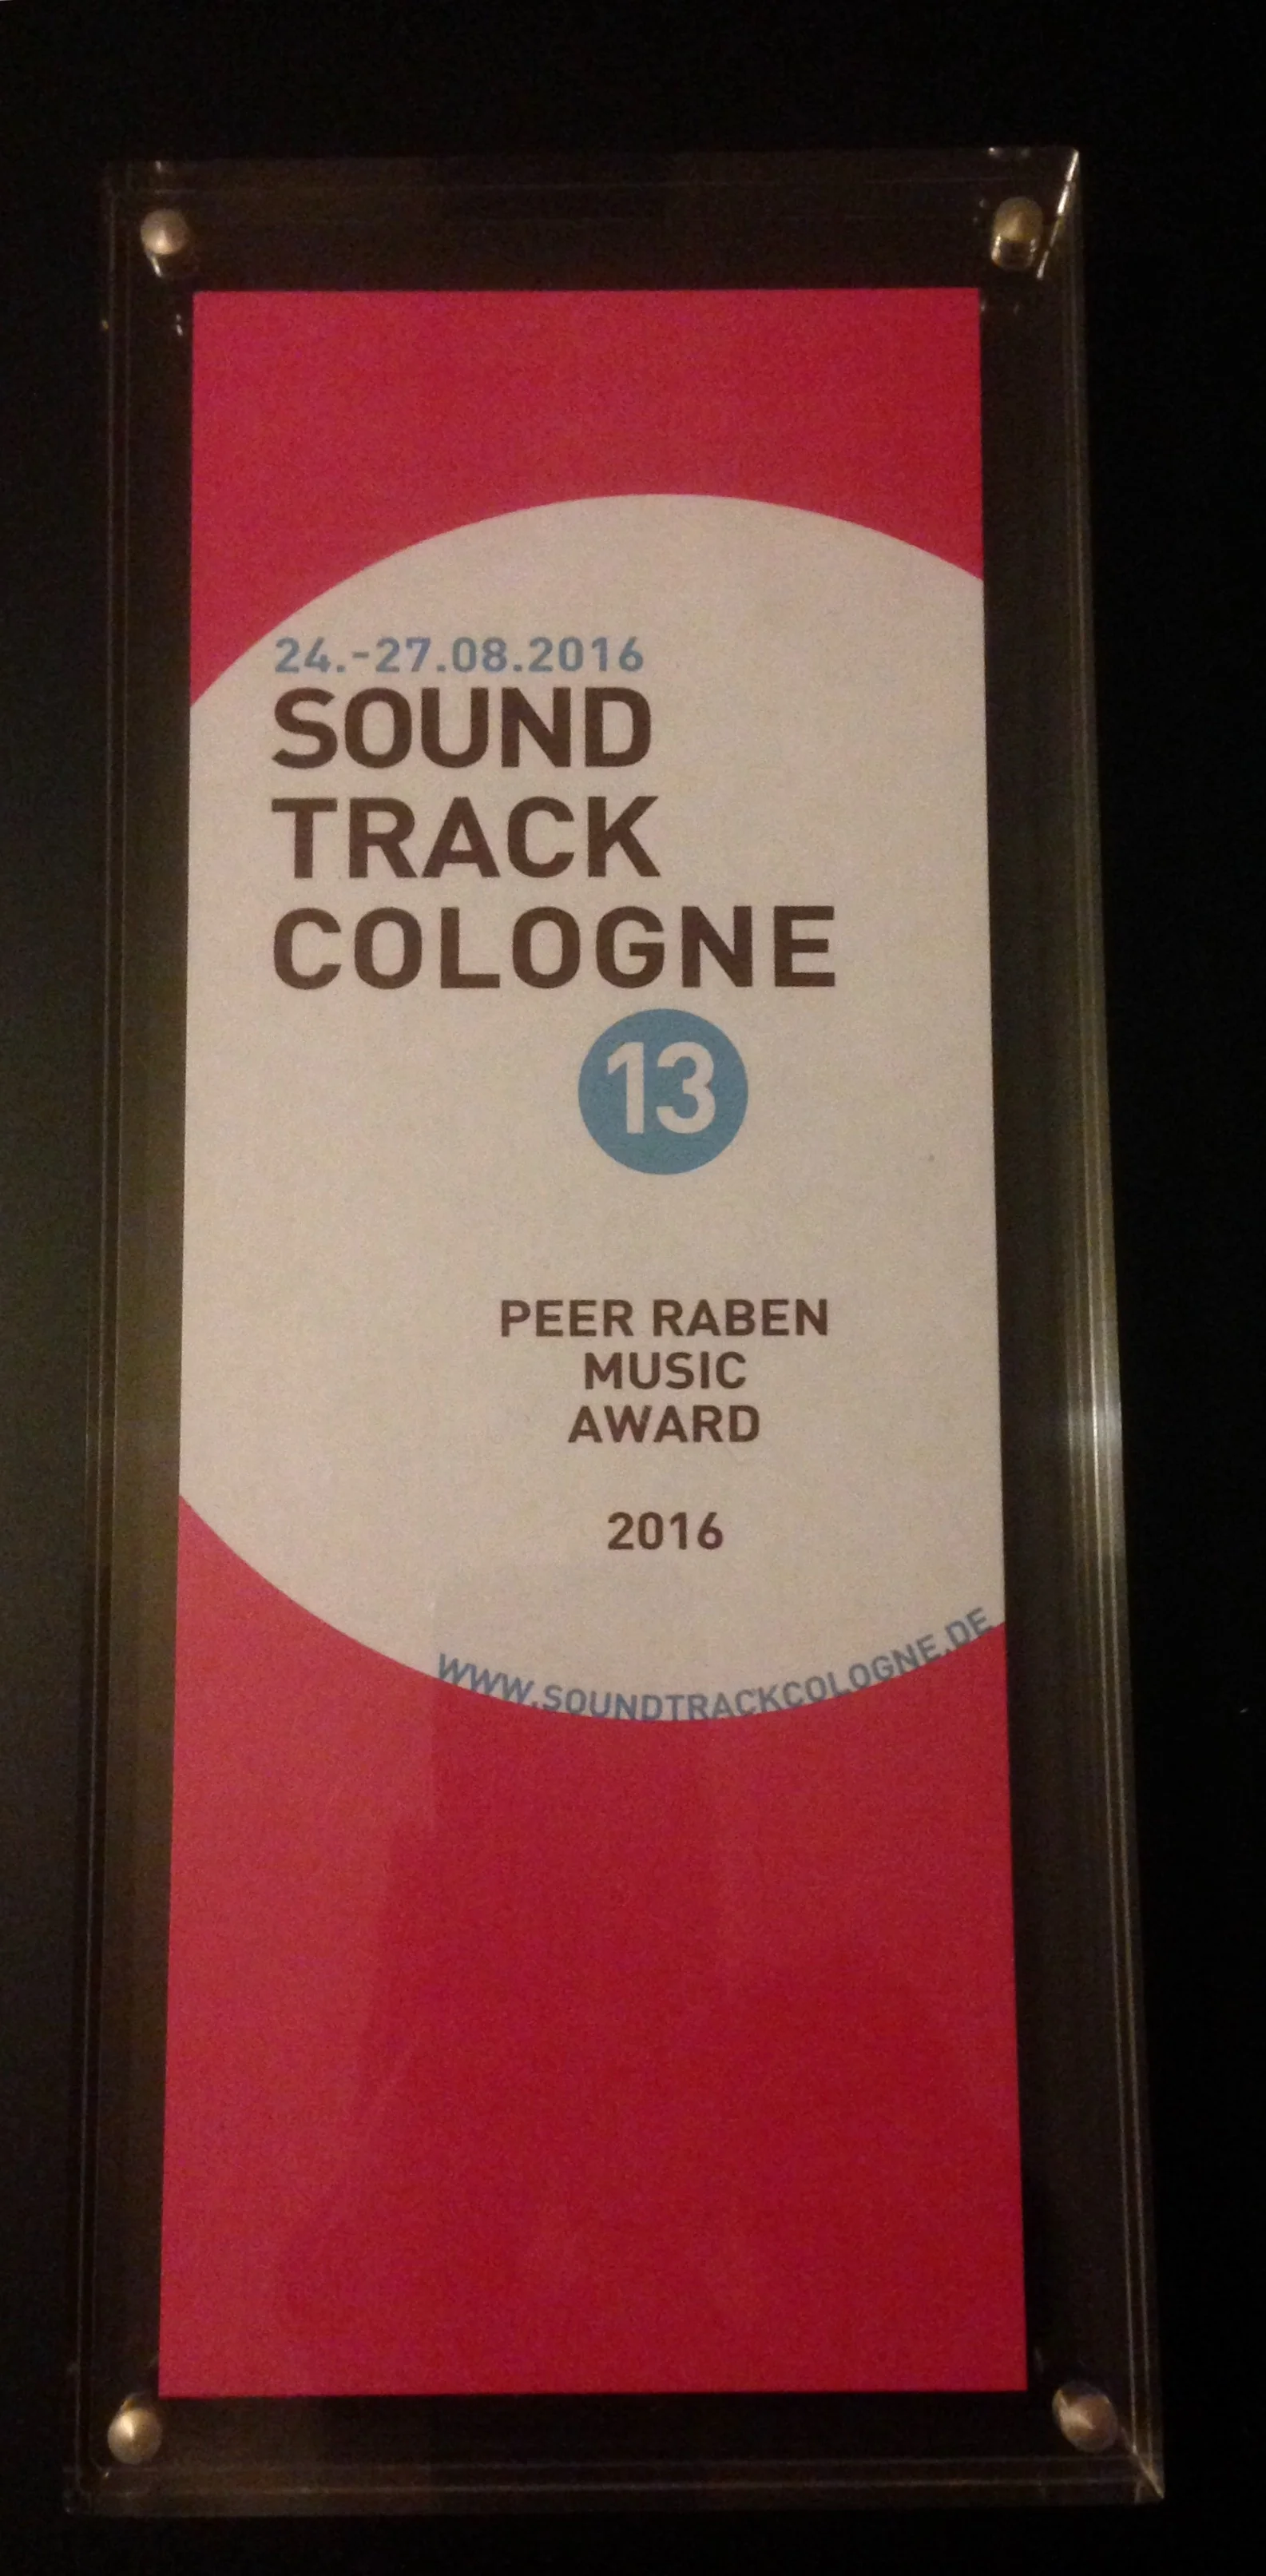 24.-27.08.2016
SOUND
TRACK
COLOGNE
13
PEER RABEN
MUSIC
AWARD
2016
WWW.SOUNDTRACKCOLOGNE.DE